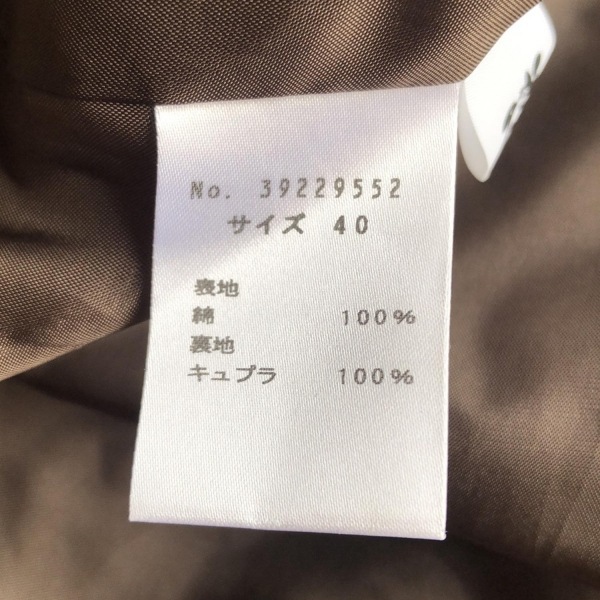 No. 39229552
サイズ 40
表地
綿 100%
裏地
キュプラ 100%